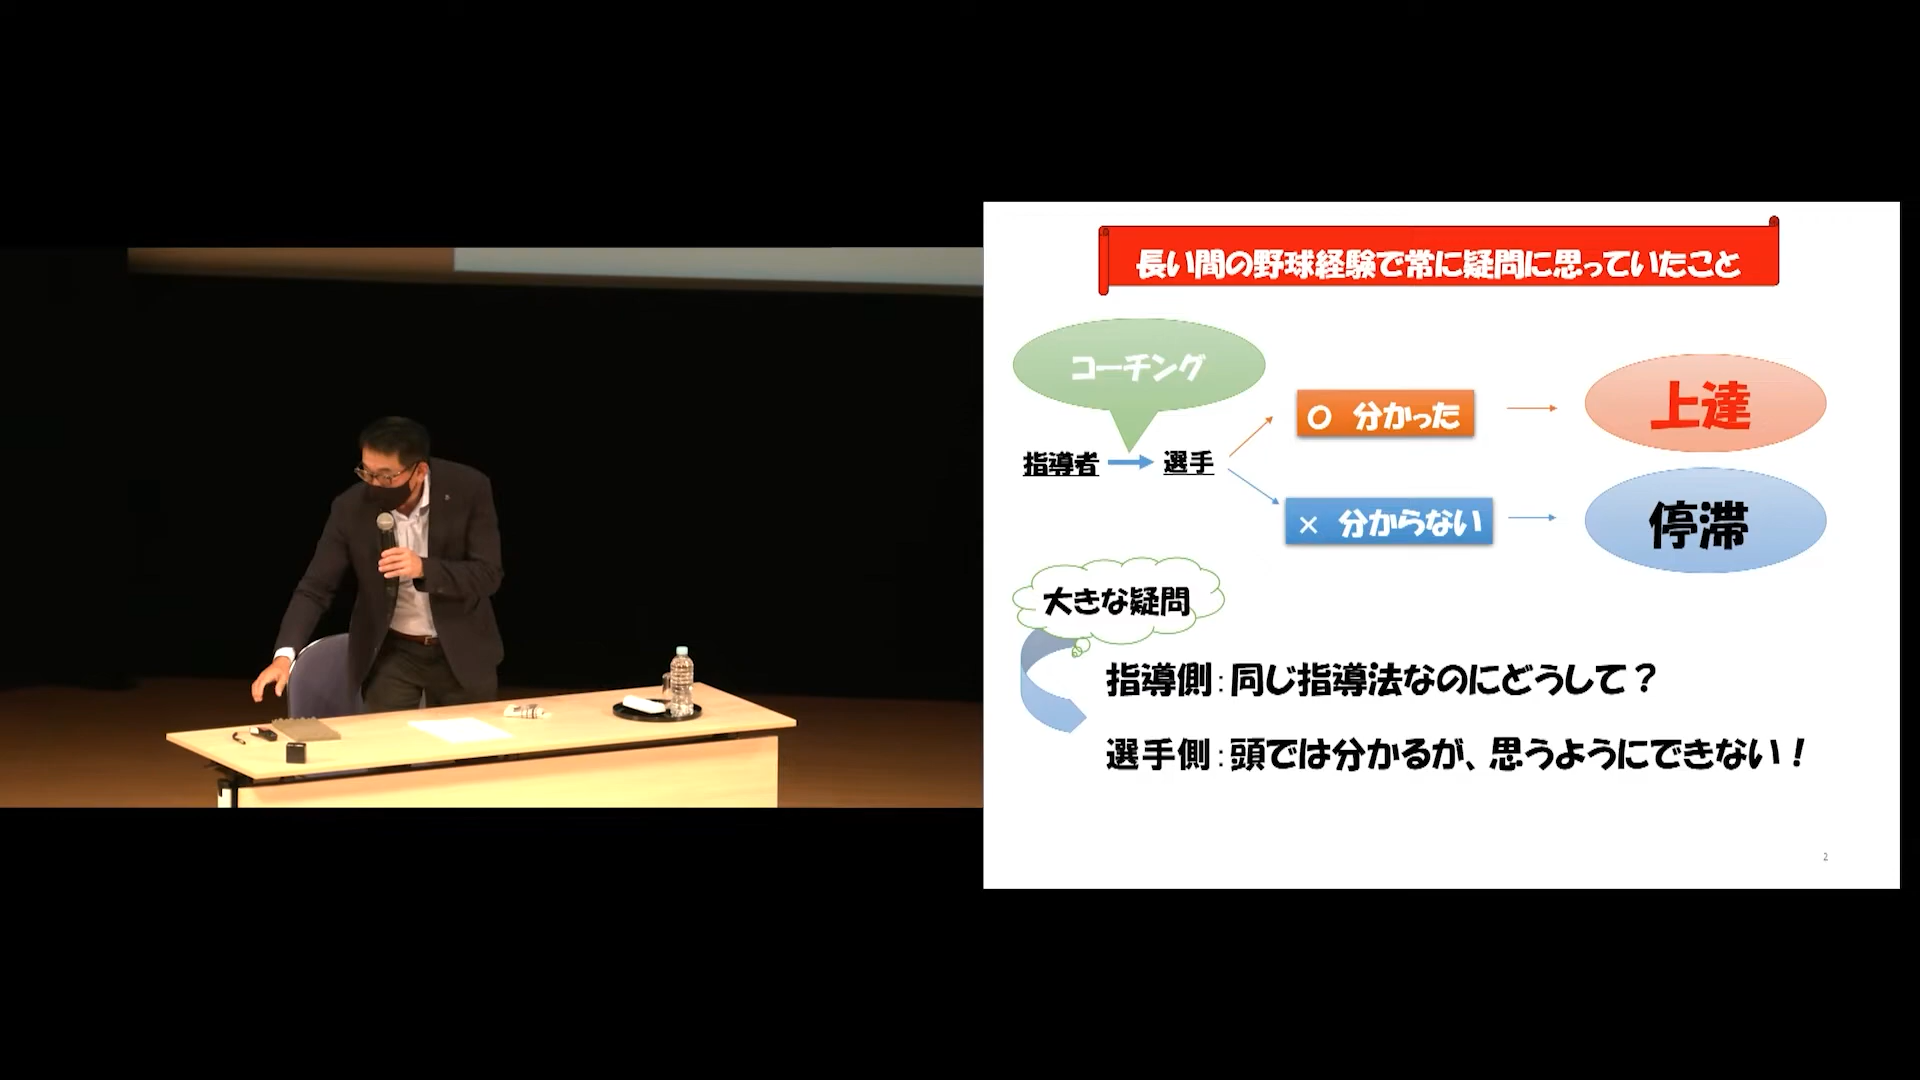 長い間の野球経験で常に疑問に思っていたこと
コーチング
指導者
選手
○ 分かった
上達
× 分からない
停滞
大きな疑問
指導側:同じ指導法なのにどうして？
選手側:頭では分かるが、思うようにできない！
2